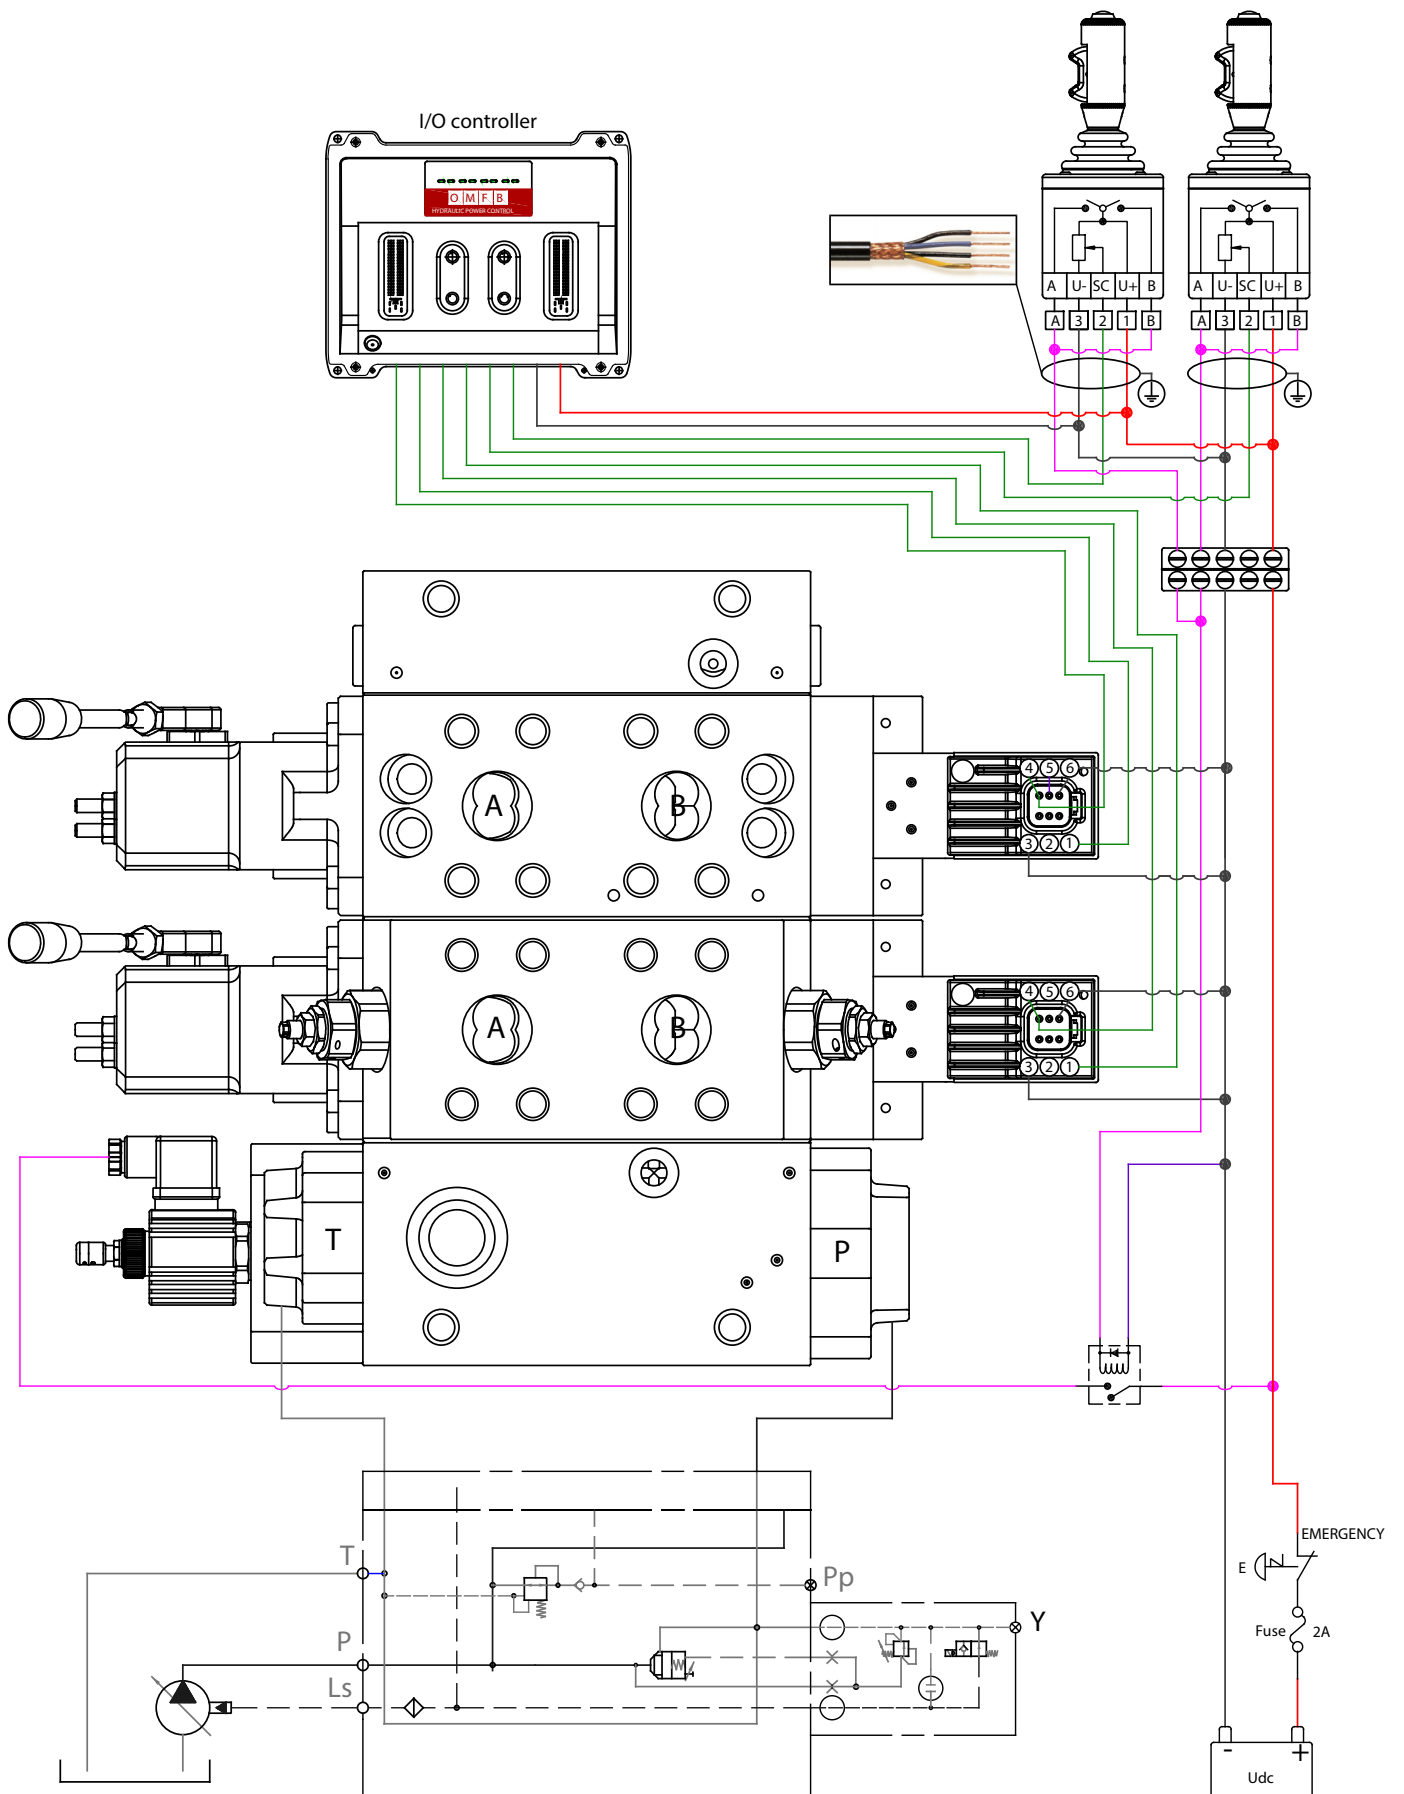 I/O controller
O M F B
HYDRAULIC POWER CONTROL
A U- SC U+ B
A 3 2 1 B
A U- SC U+ B
A 3 2 1 B
A B
4 5 6
3 2 1
A B
4 5 6
3 2 1
T P
EMERGENCY
E
Fuse 2A
T
Pp
P
Y
Ls
- +
Udc